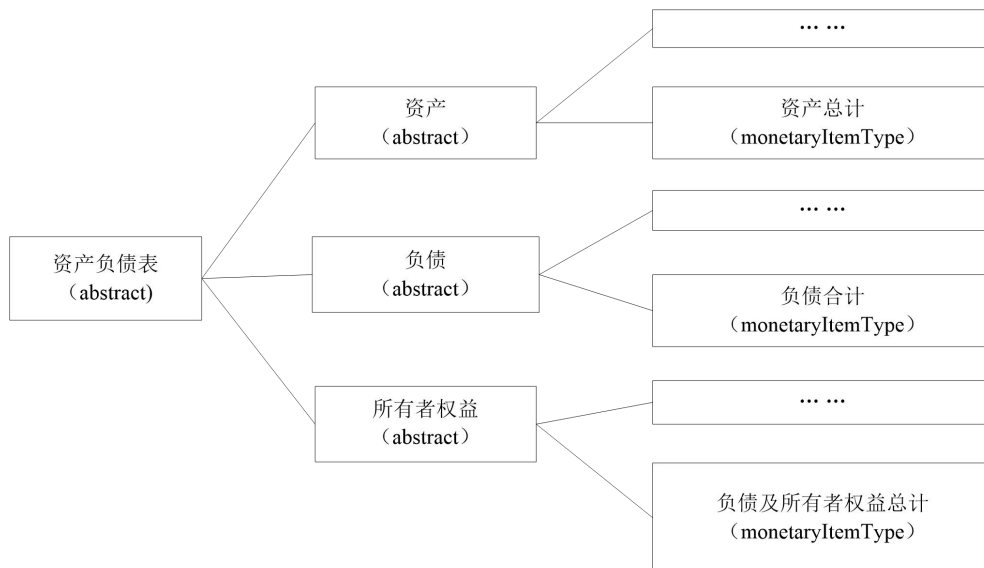 … …
资产
（abstract）
资产总计
（monetaryItemType）
… …
资产负债表
（abstract)
负债
（abstract）
负债合计
（monetaryItemType）
… …
所有者权益
（abstract）
负债及所有者权益总计
（monetaryItemType）